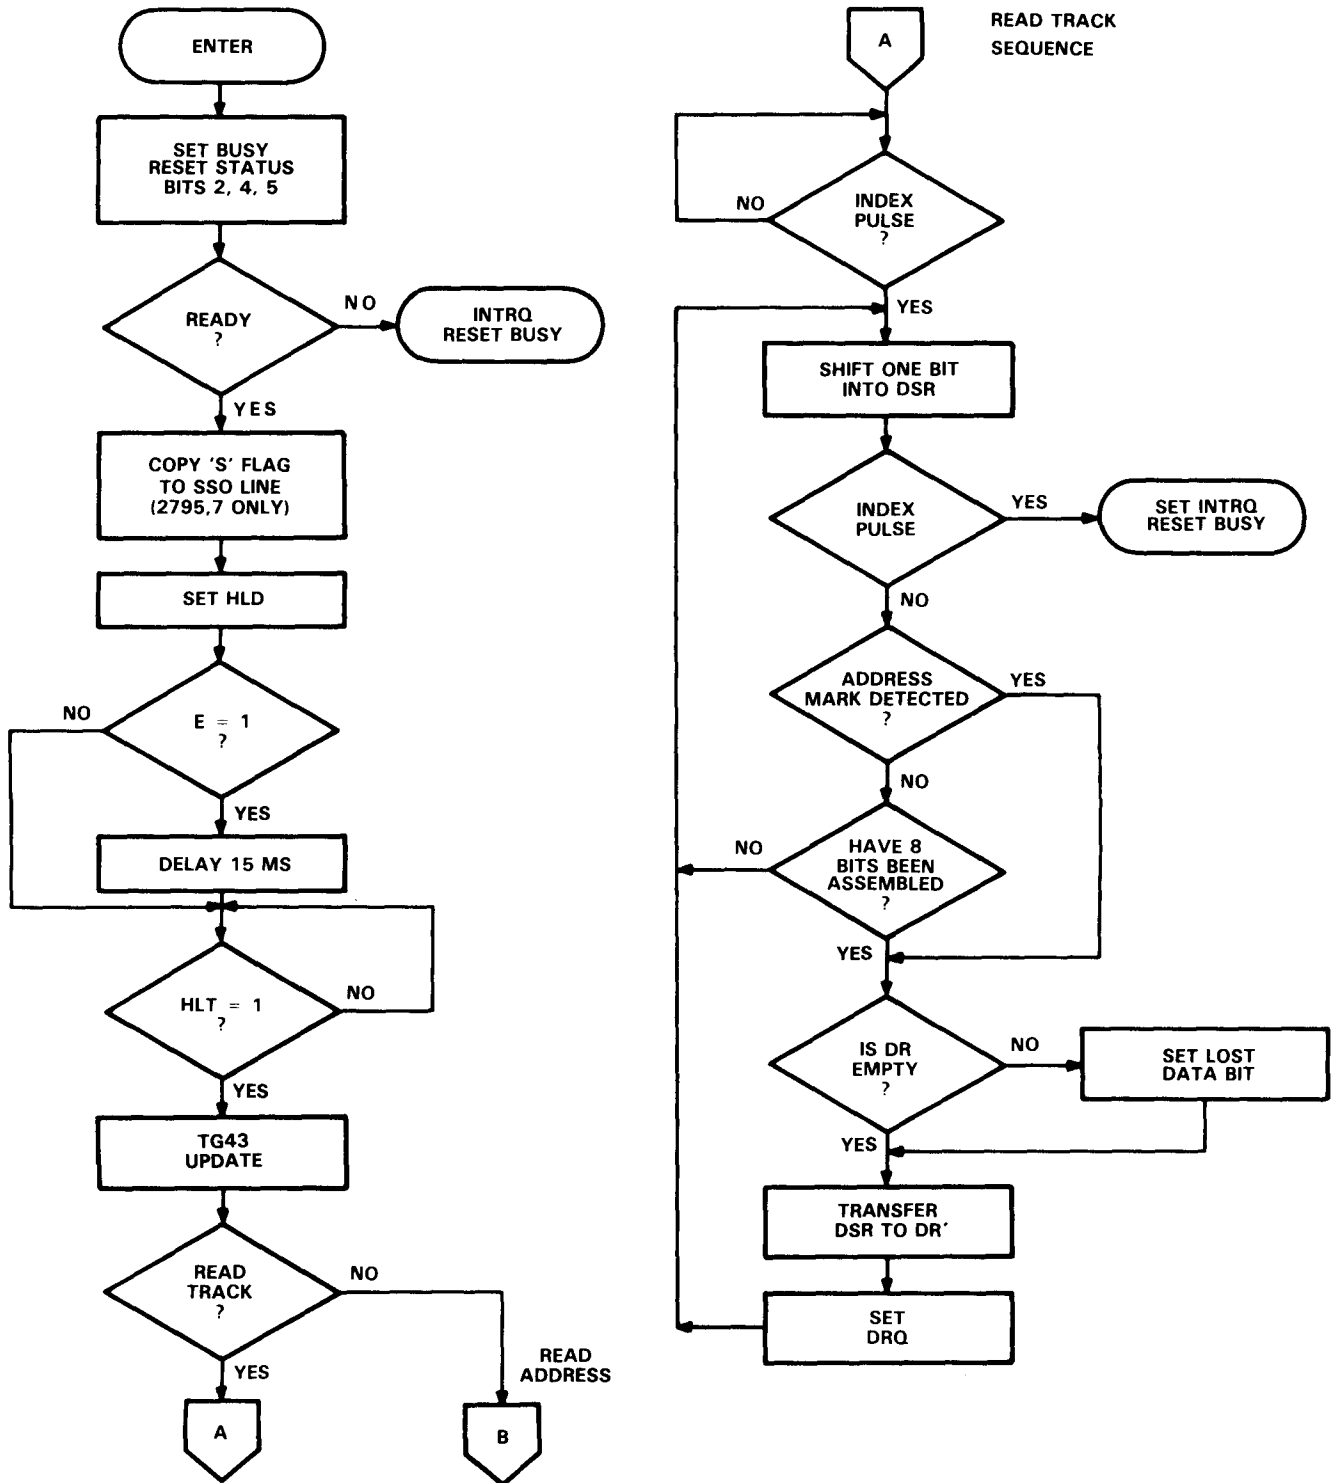 ENTER
SET BUSY
RESET STATUS
BITS 2, 4, 5
READY
?
NO
INTRQ
RESET BUSY
YES
COPY 'S' FLAG
TO SSO LINE
(2795,7 ONLY)
SET HLD
E = 1
?
NO
YES
DELAY 15 MS
HLT = 1
?
NO
YES
TG43
UPDATE
READ
TRACK
?
NO
YES
READ
ADDRESS
A
B
A
READ TRACK
SEQUENCE
INDEX
PULSE
?
NO
YES
SHIFT ONE BIT
INTO DSR
INDEX
PULSE
YES
SET INTRQ
RESET BUSY
NO
ADDRESS
MARK DETECTED
?
YES
NO
HAVE 8
BITS BEEN
ASSEMBLED
?
NO
YES
IS DR
EMPTY
?
NO
SET LOST
DATA BIT
YES
TRANSFER
DSR TO DR'
SET
DRQ